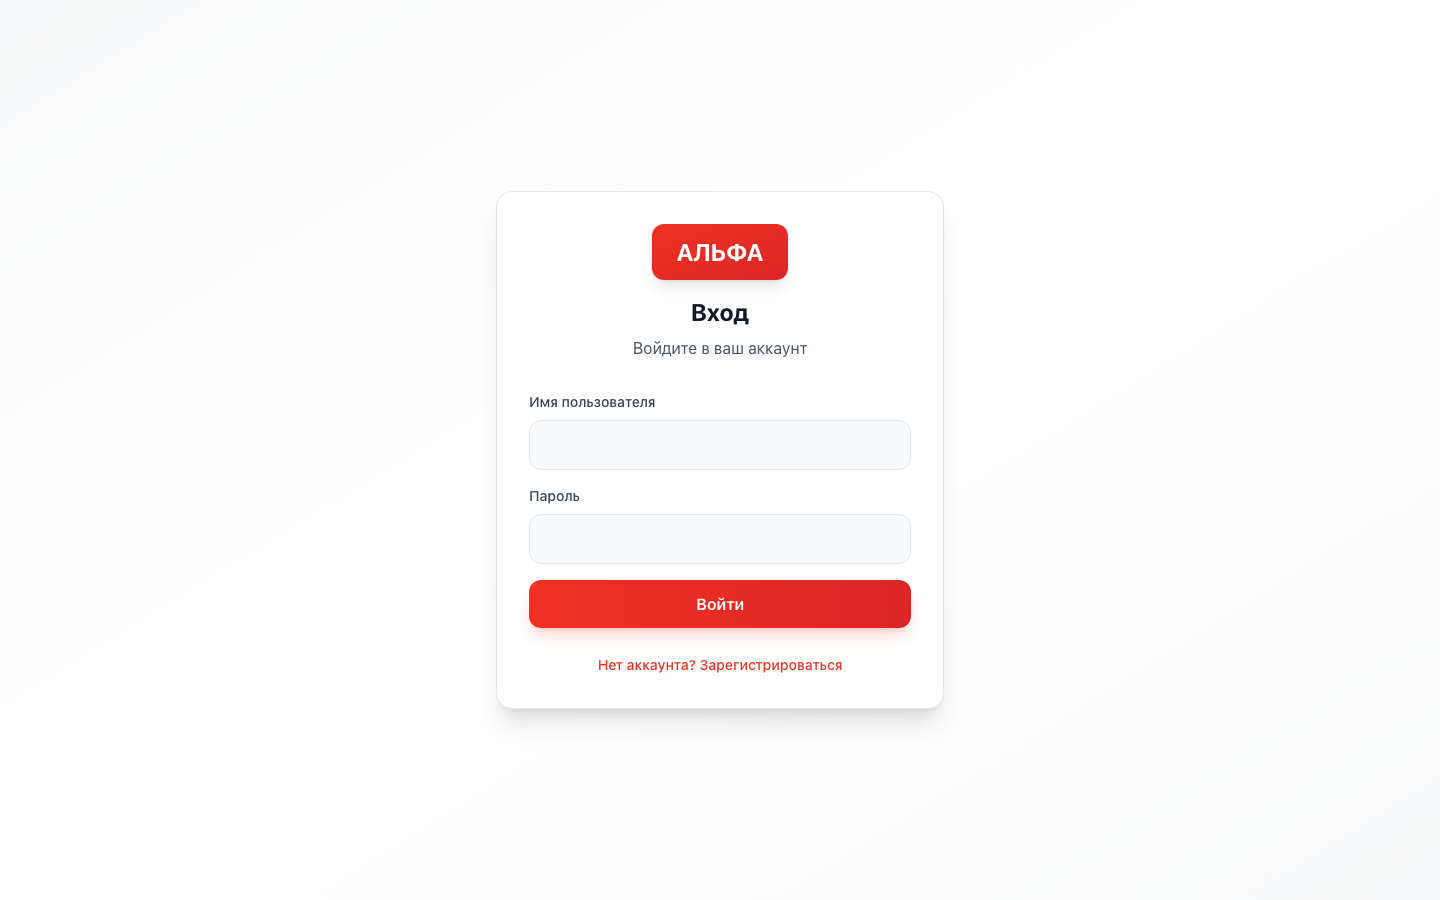 АЛЬФА
Вход
Войдите в ваш аккаунт
Имя пользователя
Пароль
Войти
Нет аккаунта? Зарегистрироваться